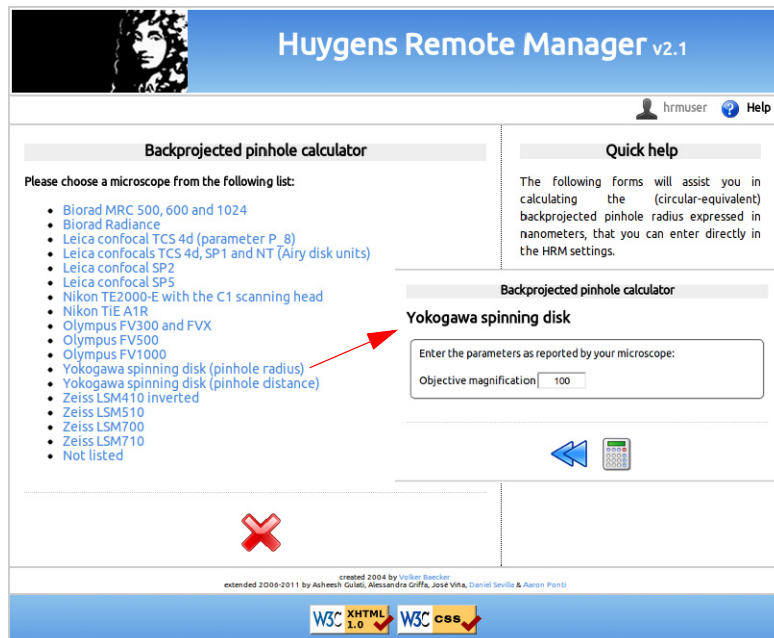 Huygens Remote Manager v2.1
hrmuser
Help
Backprojected pinhole calculator
Please choose a microscope from the following list:
Biorad MRC 500, 600 and 1024
Biorad Radiance
Leica confocal TCS 4d (parameter P_8)
Leica confocals TCS 4d, SP1 and NT (Airy disk units)
Leica confocal SP2
Leica confocal SP5
Nikon TE2000-E with the C1 scanning head
Nikon TiE A1R
Olympus FV300 and FVX
Olympus FV500
Olympus FV1000
Yokogawa spinning disk (pinhole radius)
Yokogawa spinning disk (pinhole distance)
Zeiss LSM410 inverted
Zeiss LSM510
Zeiss LSM700
Zeiss LSM710
Not listed
Quick help
The following forms will assist you in
calculating the (circular-equivalent)
backprojected pinhole radius expressed in
nanometers, that you can enter directly in
the HRM settings.
Backprojected pinhole calculator
Yokogawa spinning disk
Enter the parameters as reported by your microscope:
Objective magnification 100
created 2004 by Volker Baecker
extended 2006-2011 by Asheesh Gulati, Alessandra Griffa, José Viña, Daniel Sevilla & Aaron Ponti
W3C XHTML 1.0
W3C CSS